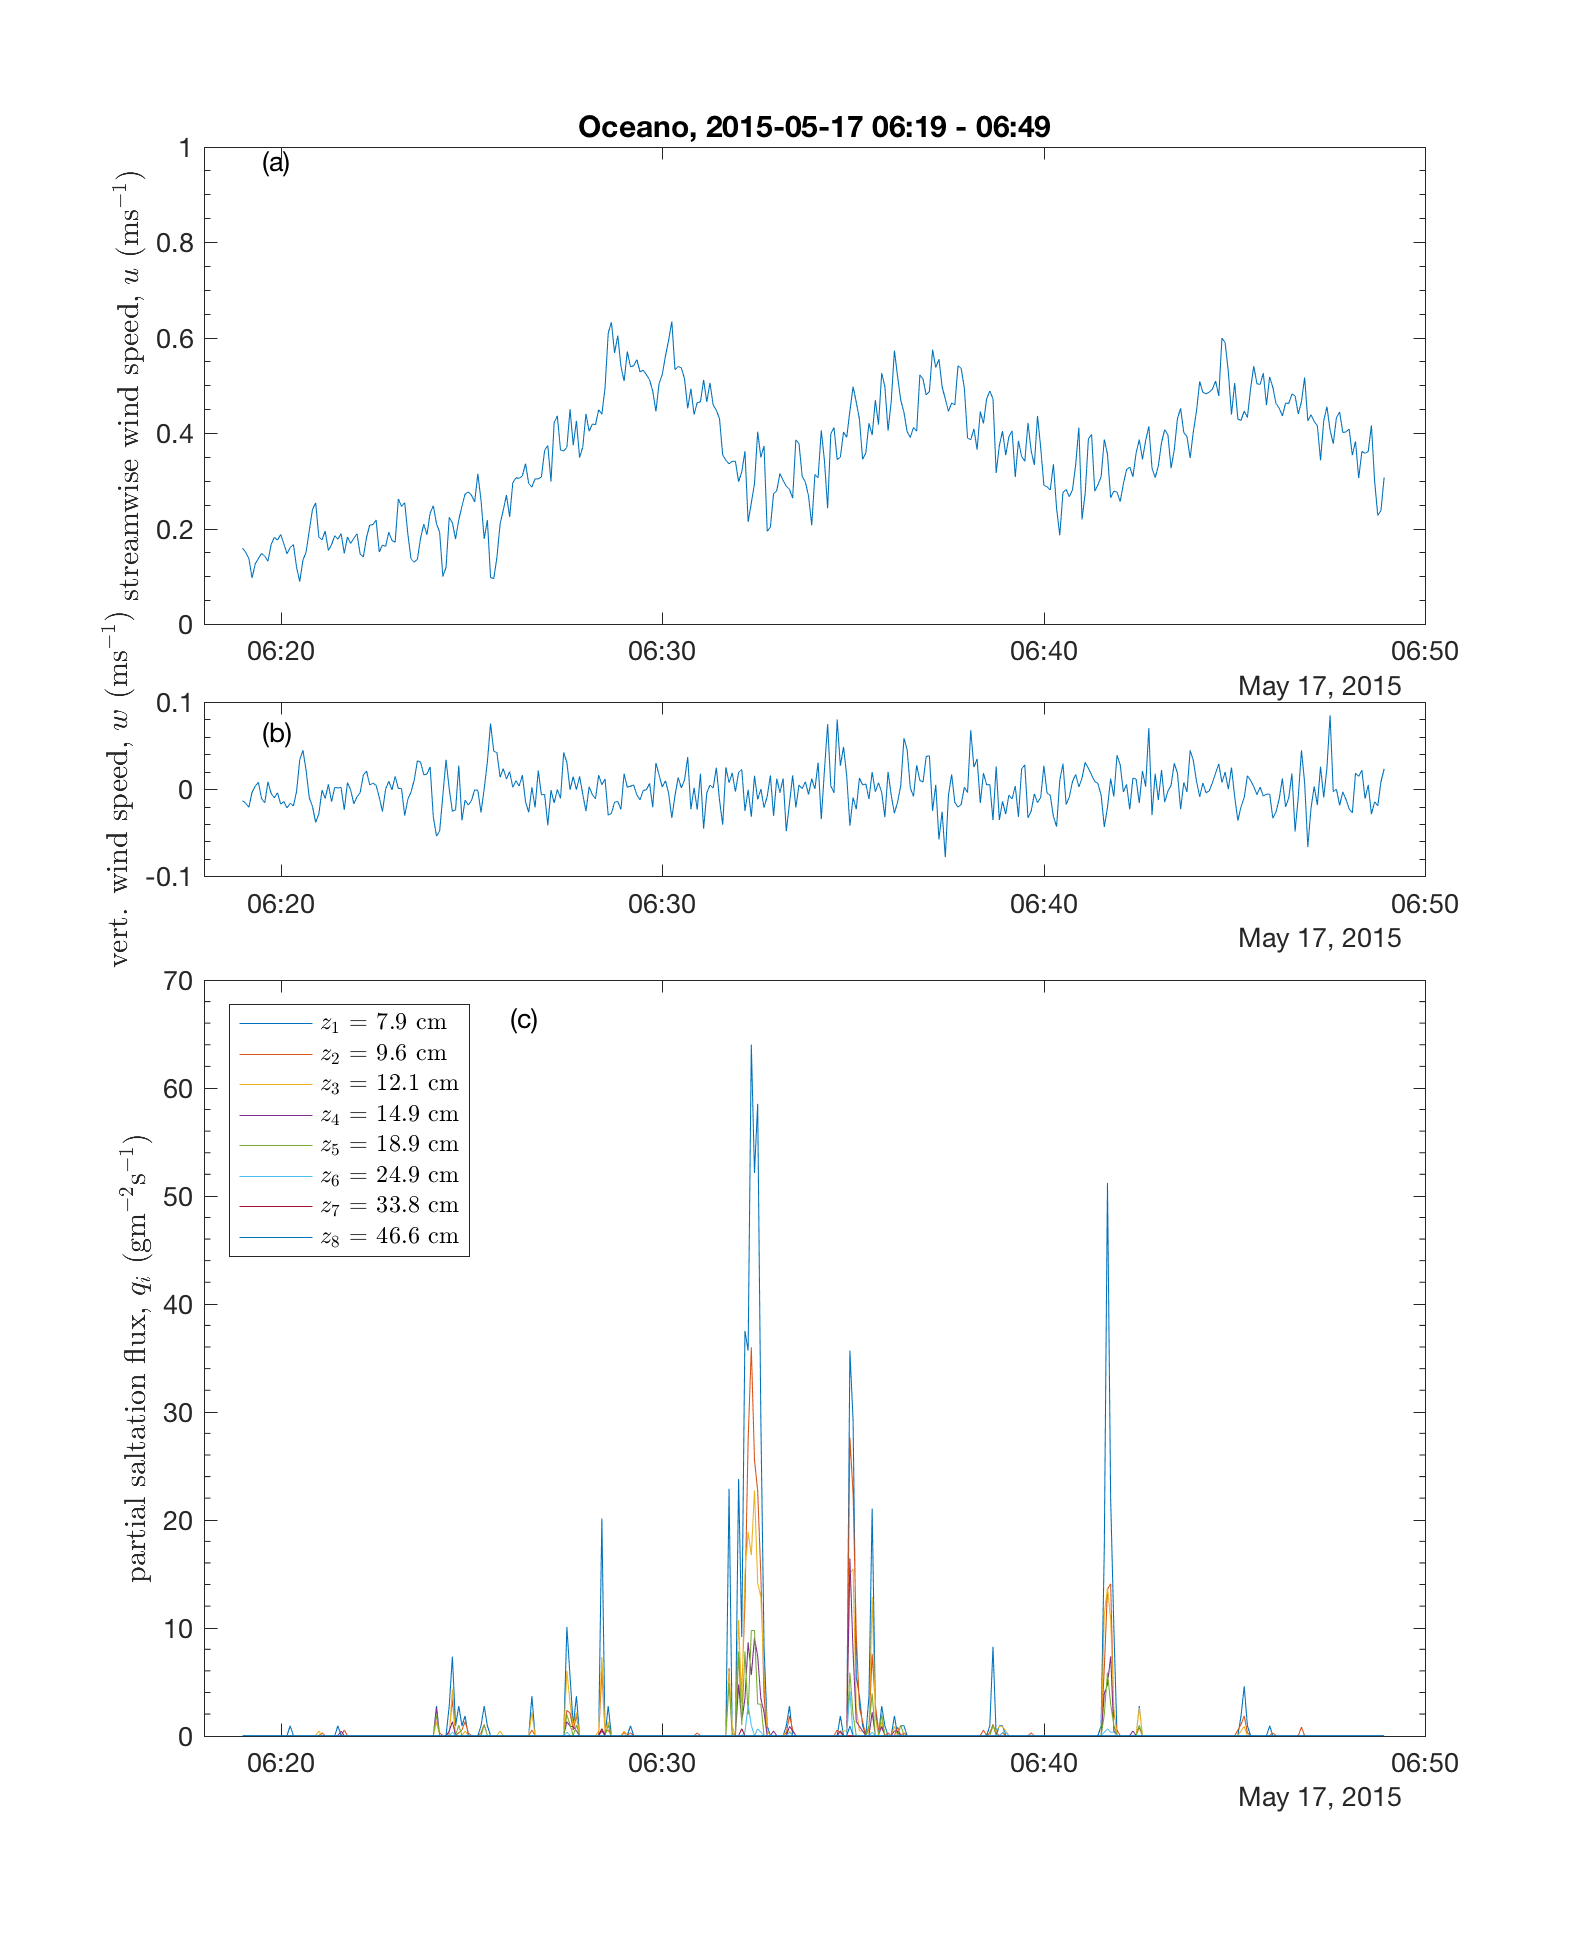 Oceano, 2015-05-17 06:19 - 06:49
(a)
streamwise wind speed, u (ms⁻¹)
1
0.8
0.6
0.4
0.2
0
06:20 06:30 06:40 06:50
May 17, 2015
(b)
vert. wind speed, w (ms⁻¹)
0.1
0
-0.1
06:20 06:30 06:40 06:50
May 17, 2015
(c)
partial saltation flux, qᵢ (gm⁻²s⁻¹)
70
60
50
40
30
20
10
0
z₁ = 7.9 cm
z₂ = 9.6 cm
z₃ = 12.1 cm
z₄ = 14.9 cm
z₅ = 18.9 cm
z₆ = 24.9 cm
z₇ = 33.8 cm
z₈ = 46.6 cm
06:20 06:30 06:40 06:50
May 17, 2015